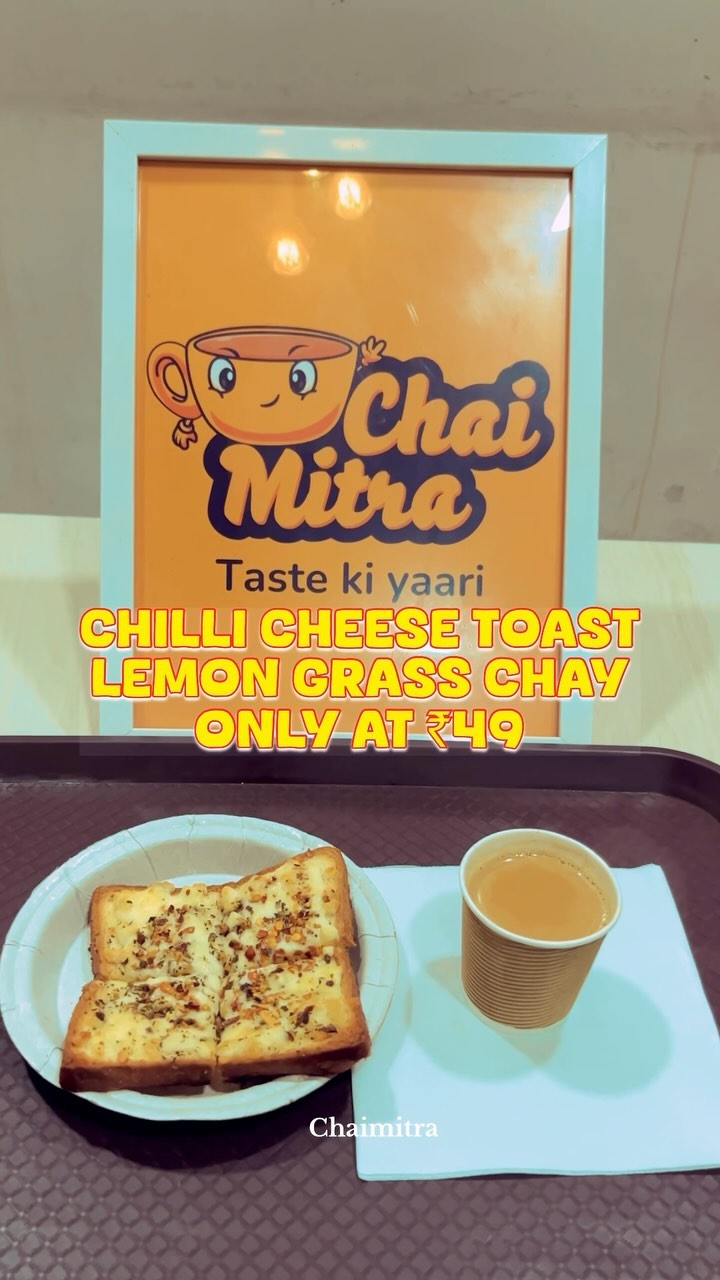 Chai
Mitra
Taste ki yaari
CHILLI CHEESE TOAST
LEMON GRASS CHAY
ONLY AT ₹49
Chaimitra